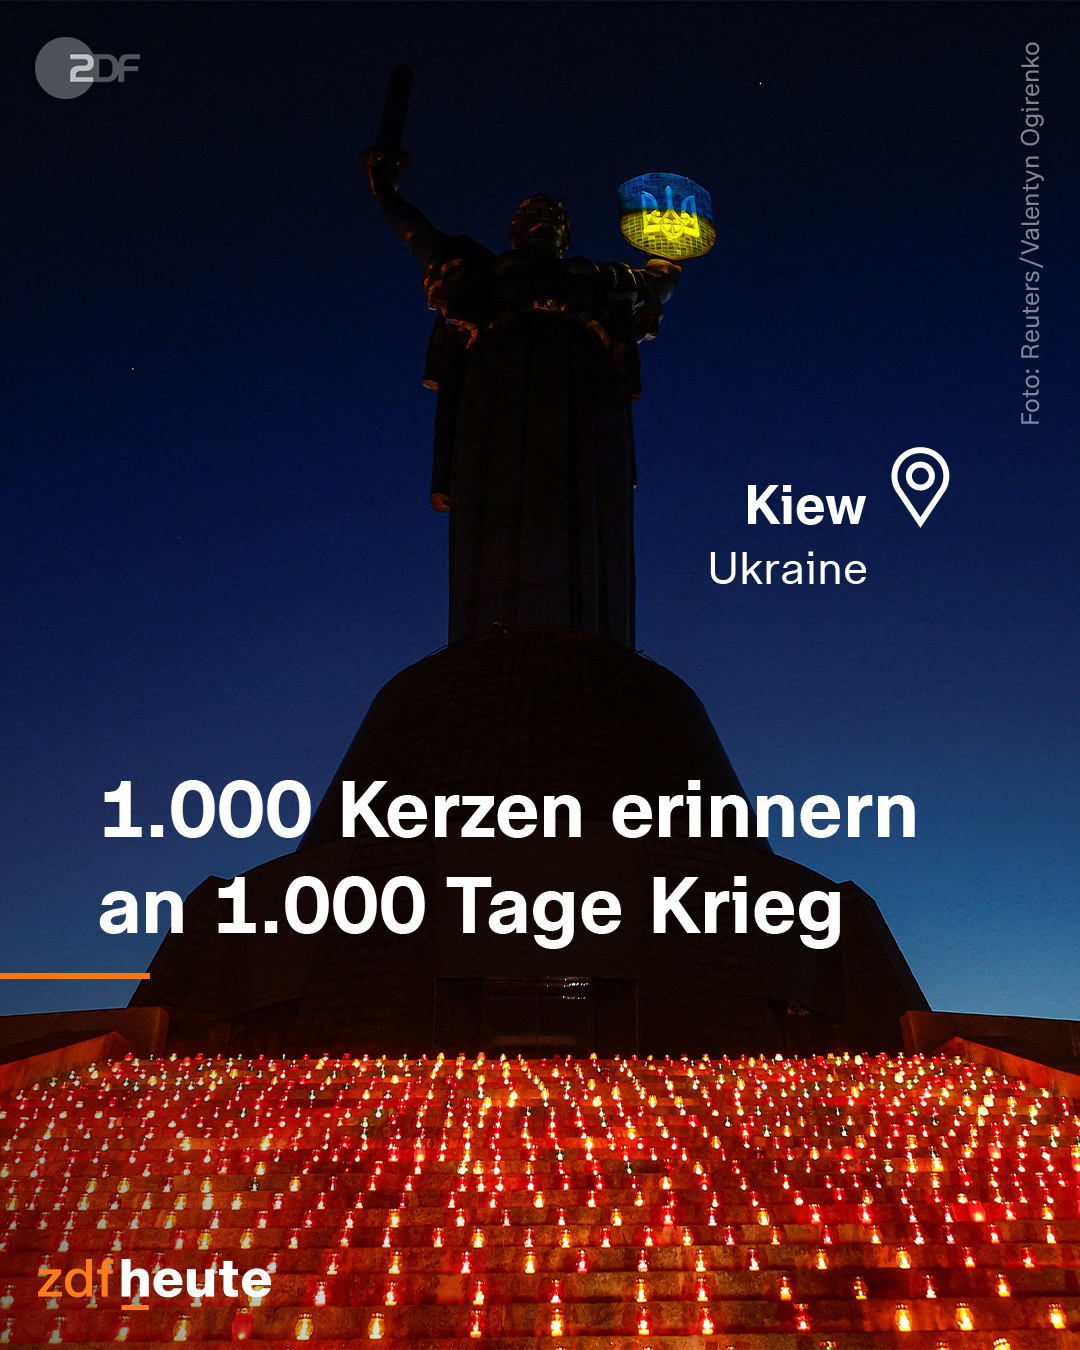 ZDF
Foto: Reuters/Valentyn Ogirenko
Kiew
Ukraine
1.000 Kerzen erinnern
an 1.000 Tage Krieg
zdfheute